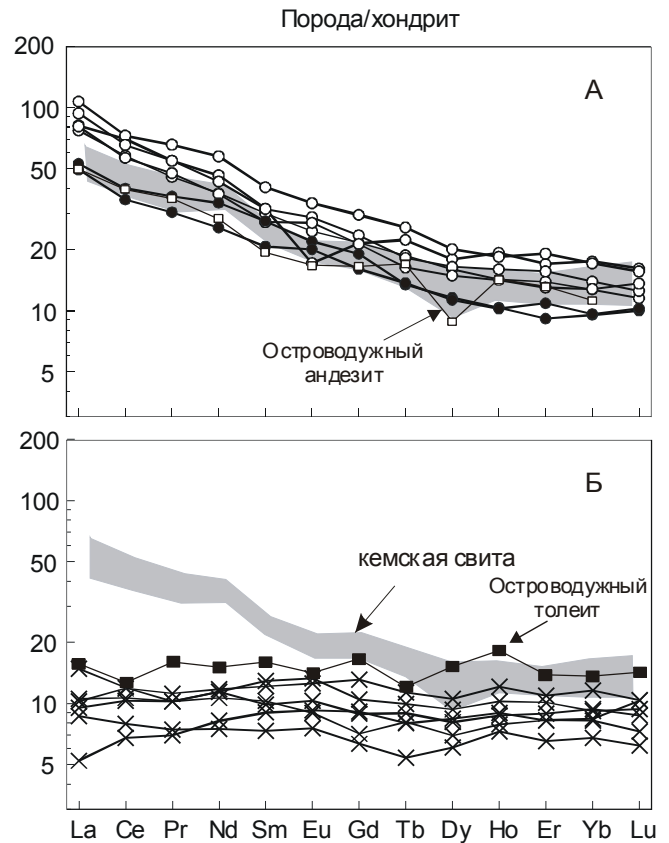 Порода/хондрит
200
100
50
20
10
5
А
Островодужный
андезит
200
100
50
20
10
5
Б
кемская свита
Островодужный
толеит
La Ce Pr Nd Sm Eu Gd Tb Dy Ho Er Yb Lu